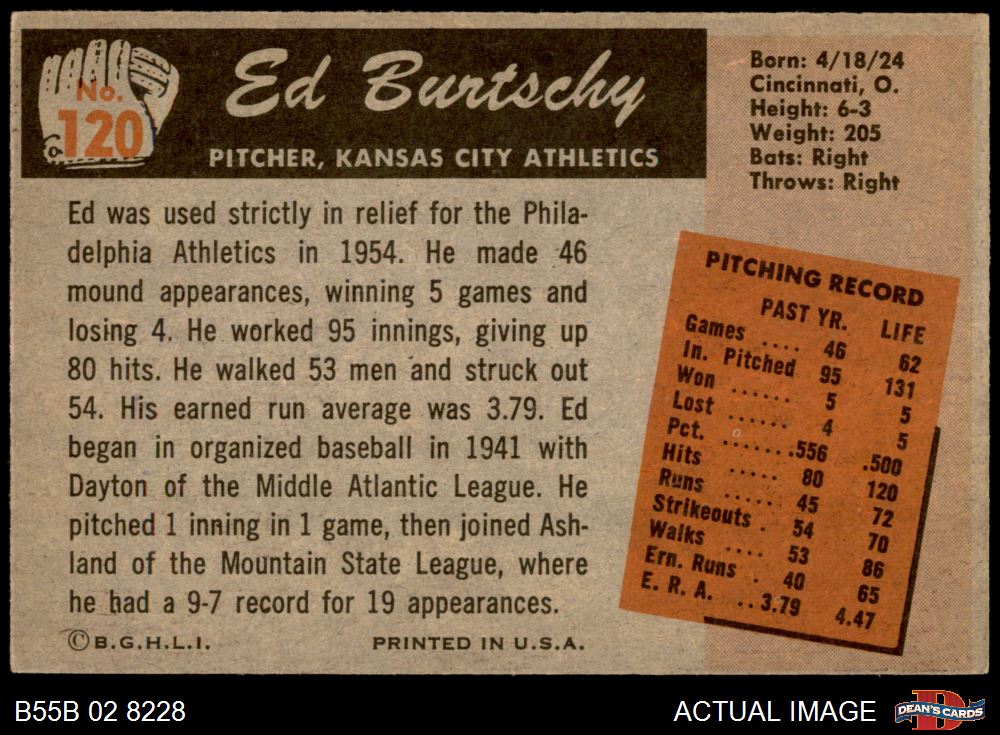 No.
120
Ed Burtschy
PITCHER, KANSAS CITY ATHLETICS
Born: 4/18/24
Cincinnati, O.
Height: 6-3
Weight: 205
Bats: Right
Throws: Right
Ed was used strictly in relief for the Phila-
delphia Athletics in 1954. He made 46
mound appearances, winning 5 games and
losing 4. He worked 95 innings, giving up
80 hits. He walked 53 men and struck out
54. His earned run average was 3.79. Ed
began in organized baseball in 1941 with
Dayton of the Middle Atlantic League. He
pitched 1 inning in 1 game, then joined Ash-
land of the Mountain State League, where
he had a 9-7 record for 19 appearances.
PITCHING RECORD
PAST YR. LIFE
Games .... 46 62
In. Pitched 95 131
Won ...... 5 5
Lost ...... 4 5
Pct. .......556 .500
Hits ..... 80 120
Runs ..... 45 72
Strikeouts . 54 70
Walks .... 53 86
Ern. Runs . 40 65
E. R. A. ..3.79 4.47
©B.G.H.L.I. PRINTED IN U.S.A.
B55B 02 8228
ACTUAL IMAGE
DEAN'S CARDS